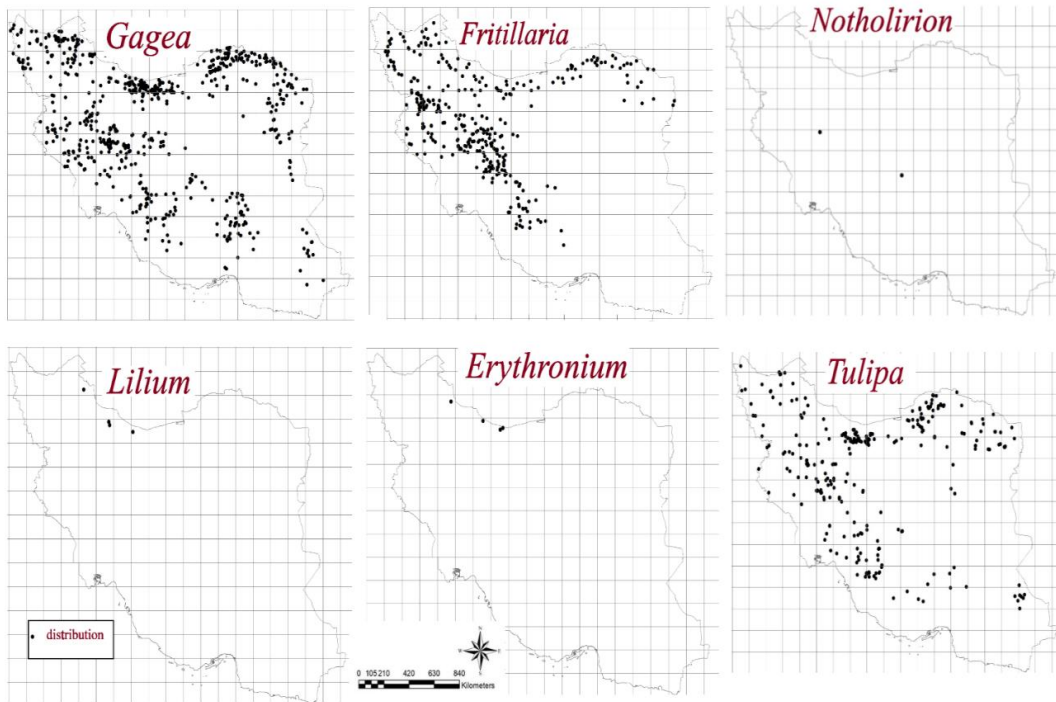 Gagea
Fritillaria
Notholirion
Lilium
Erythronium
Tulipa
distribution
N
0 105 210 420 630 840
Kilometers